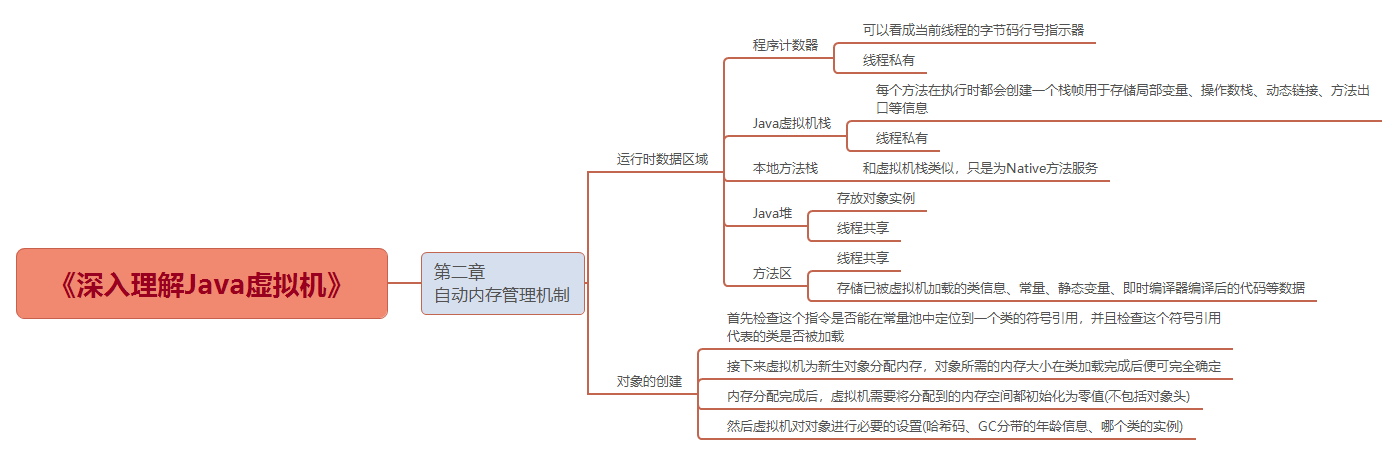 《深入理解Java虚拟机》
第二章
自动内存管理机制
运行时数据区域
程序计数器
可以看成当前线程的字节码行号指示器
线程私有
Java虚拟机栈
每个方法在执行时都会创建一个栈帧用于存储局部变量、操作数栈、动态链接、方法出
口等信息
线程私有
本地方法栈
和虚拟机栈类似，只是为Native方法服务
Java堆
存放对象实例
线程共享
方法区
线程共享
存储已被虚拟机加载的类信息、常量、静态变量、即时编译器编译后的代码等数据
对象的创建
首先检查这个指令是否能在常量池中定位到一个类的符号引用，并且检查这个符号引用
代表的类是否被加载
接下来虚拟机为新生对象分配内存，对象所需的内存大小在类加载完成后便可完全确定
内存分配完成后，虚拟机需要将分配到的内存空间都初始化为零值(不包括对象头)
然后虚拟机对对象进行必要的设置(哈希码、GC分带的年龄信息、哪个类的实例)